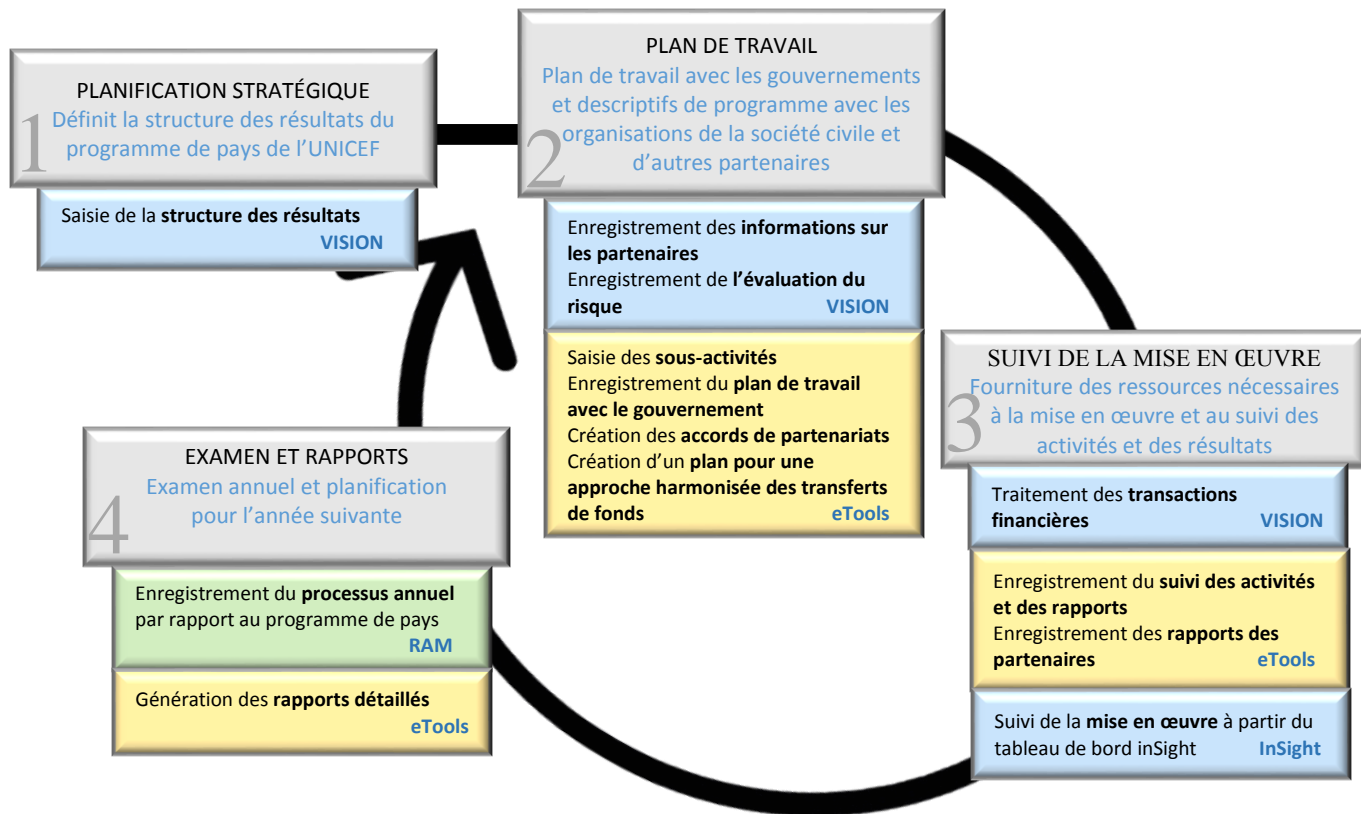 PLANIFICATION STRATÉGIQUE
1
Définit la structure des résultats du
programme de pays de l'UNICEF
Saisie de la structure des résultats
VISION
PLAN DE TRAVAIL
Plan de travail avec les gouvernements
et descriptifs de programme avec les
organisations de la société civile et
d'autres partenaires
2
Enregistrement des informations sur
les partenaires
Enregistrement de l'évaluation du
risque VISION
Saisie des sous-activités
Enregistrement du plan de travail
avec le gouvernement
Création des accords de partenariats
Création d'un plan pour une
approche harmonisée des transferts
de fonds eTools
SUIVI DE LA MISE EN ŒUVRE
Fourniture des ressources nécessaires
à la mise en œuvre et au suivi des
activités et des résultats
3
Traitement des transactions
financières VISION
Enregistrement du suivi des activités
et des rapports
Enregistrement des rapports des
partenaires eTools
Suivi de la mise en œuvre à partir du
tableau de bord inSight InSight
EXAMEN ET RAPPORTS
Examen annuel et planification
pour l'année suivante
4
Enregistrement du processus annuel
par rapport au programme de pays
RAM
Génération des rapports détaillés
eTools